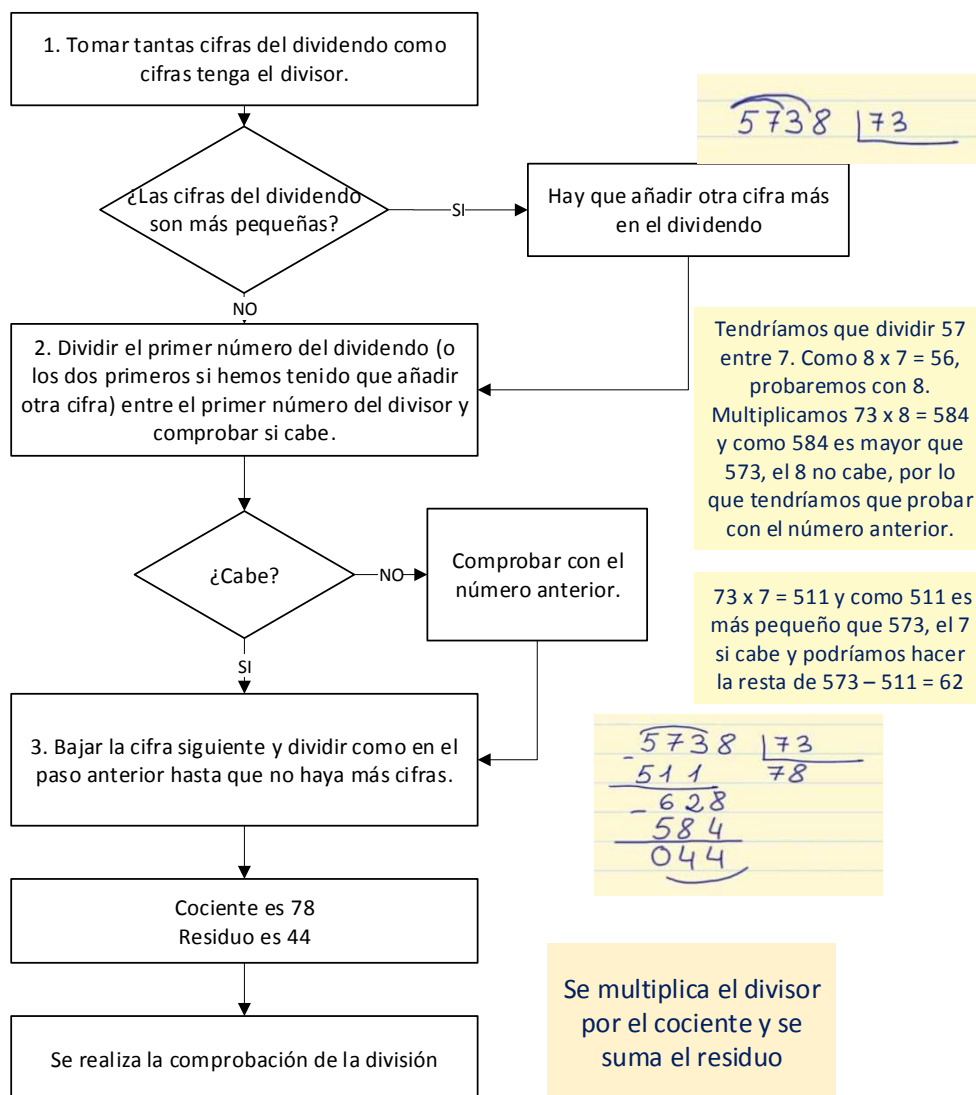 1. Tomar tantas cifras del dividendo como
cifras tenga el divisor.
5738 73
¿Las cifras del dividendo
son más pequeñas?
SI
Hay que añadir otra cifra más
en el dividendo
NO
2. Dividir el primer número del dividendo (o
los dos primeros si hemos tenido que añadir
otra cifra) entre el primer número del divisor y
comprobar si cabe.
Tendríamos que dividir 57
entre 7. Como 8 x 7 = 56,
probaremos con 8.
Multiplicamos 73 x 8 = 584
y como 584 es mayor que
573, el 8 no cabe, por lo
que tendríamos que probar
con el número anterior.
¿Cabe?
NO
Comprobar con el
número anterior.
SI
73 x 7 = 511 y como 511 es
más pequeño que 573, el 7
si cabe y podríamos hacer
la resta de 573 – 511 = 62
3. Bajar la cifra siguiente y dividir como en el
paso anterior hasta que no haya más cifras.
5738 73
- 511 78
- 628
584
044
Cociente es 78
Residuo es 44
Se multiplica el divisor
por el cociente y se
suma el residuo
Se realiza la comprobación de la división